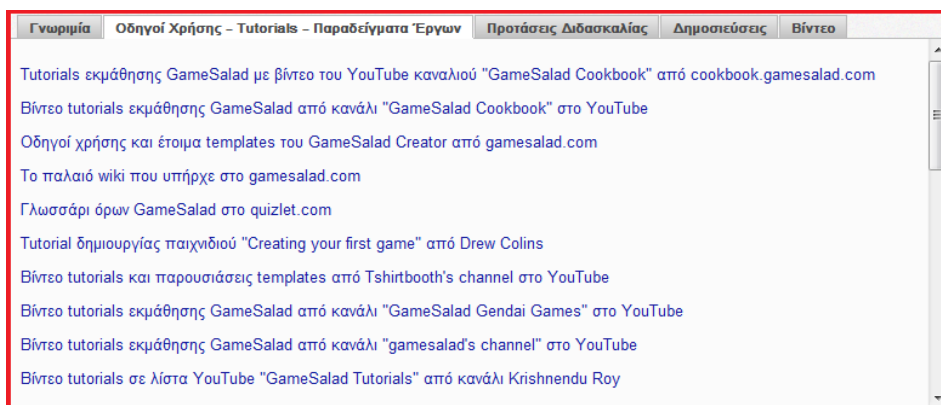 Γνωριμία Οδηγοί Χρήσης – Tutorials – Παραδείγματα Έργων Προτάσεις Διδασκαλίας Δημοσιεύσεις Βίντεο
Tutorials εκμάθησης GameSalad με βίντεο του YouTube καναλιού "GameSalad Cookbook" από cookbook.gamesalad.com
Βίντεο tutorials εκμάθησης GameSalad από κανάλι "GameSalad Cookbook" στο YouTube
Οδηγοί χρήσης και έτοιμα templates του GameSalad Creator από gamesalad.com
Το παλαιό wiki που υπήρχε στο gamesalad.com
Γλωσσάρι όρων GameSalad στο quizlet.com
Tutorial δημιουργίας παιχνιδιού "Creating your first game" από Drew Colins
Βίντεο tutorials και παρουσιάσεις templates από Tshirtbooth's channel στο YouTube
Βίντεο tutorials εκμάθησης GameSalad από κανάλι "GameSalad Gendai Games" στο YouTube
Βίντεο tutorials εκμάθησης GameSalad από κανάλι "gamesalad's channel" στο YouTube
Βίντεο tutorials σε λίστα YouTube "GameSalad Tutorials" από κανάλι Krishnendu Roy